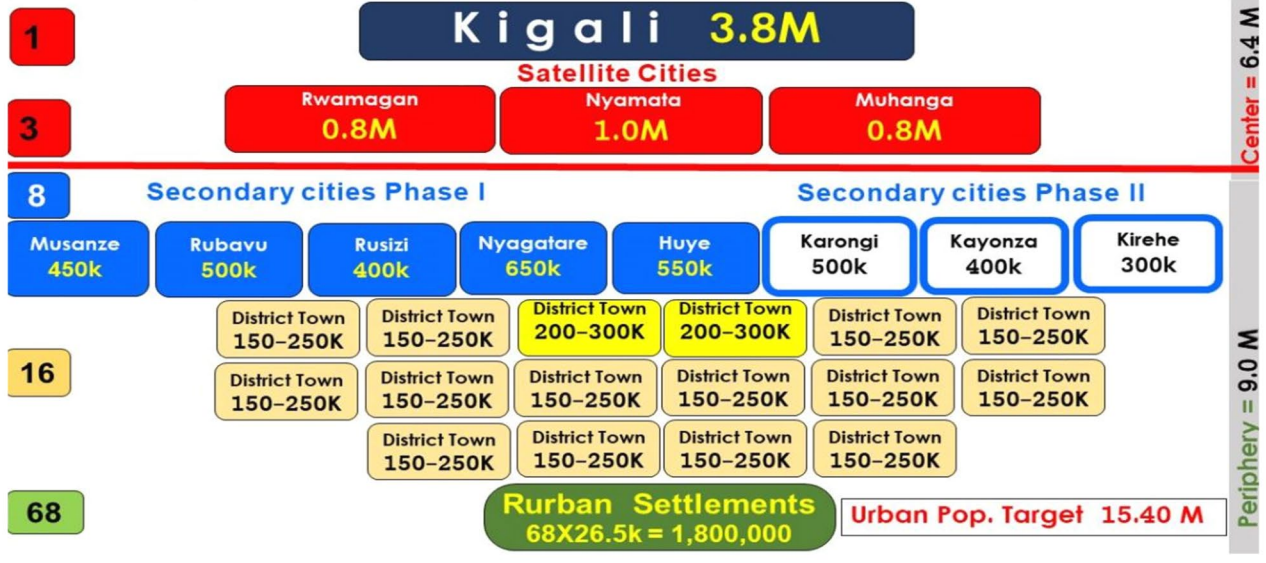 1
Kigali 3.8M
Satellite Cities
3
Rwamagan
0.8M
Nyamata
1.0M
Muhanga
0.8M
Center = 6.4 M
8
Secondary cities Phase I
Secondary cities Phase II
Musanze
450k
Rubavu
500k
Rusizi
400k
Nyagatare
650k
Huye
550k
Karongi
500k
Kayonza
400k
Kirehe
300k
16
District Town
150-250K
District Town
150-250K
District Town
200-300K
District Town
200-300K
District Town
150-250K
District Town
150-250K
District Town
150-250K
District Town
150-250K
District Town
150-250K
District Town
150-250K
District Town
150-250K
District Town
150-250K
District Town
150-250K
District Town
150-250K
District Town
150-250K
District Town
150-250K
68
Rurban Settlements
68X26.5k = 1,800,000
Urban Pop. Target 15.40 M
Periphery = 9.0 M